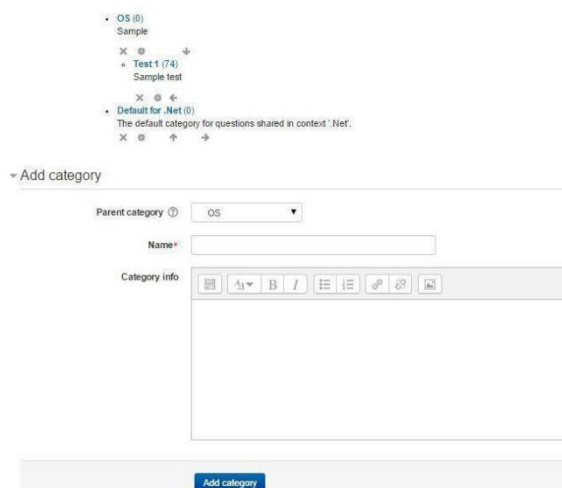 OS (0)
Sample
Test 1 (74)
Sample test
Default for .Net (0)
The default category for questions shared in context '.Net'.
Add category
Parent category
OS
Name*
Category info
B I
Add category